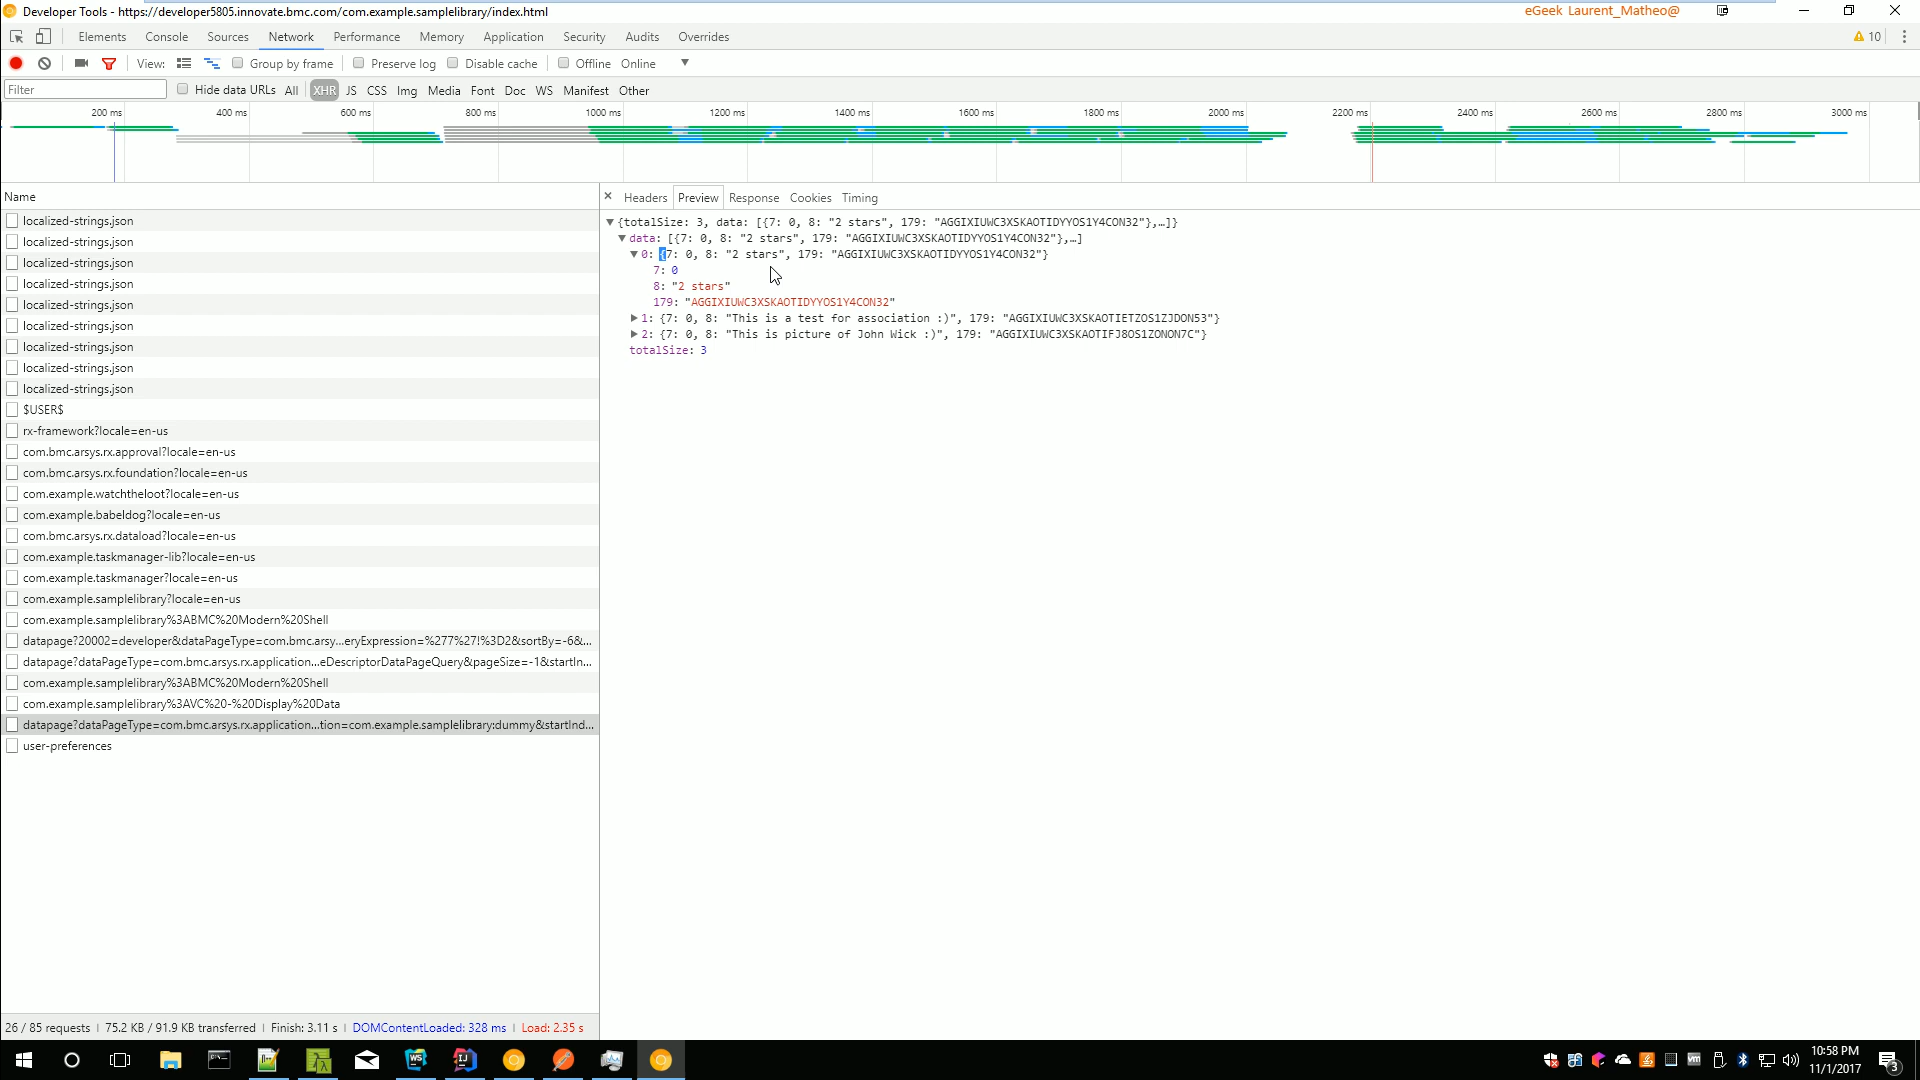 Developer Tools - https://developer5805.innovate.bmc.com/com.example.samplelibrary/index.html
eGeek Laurent_Matheo@
Elements Console Sources Network Performance Memory Application Security Audits Overrides
10
View: Group by frame Preserve log Disable cache Offline Online
Filter Hide data URLs All XHR JS CSS Img Media Font Doc WS Manifest Other
200 ms 400 ms 600 ms 800 ms 1000 ms 1200 ms 1400 ms 1600 ms 1800 ms 2000 ms 2200 ms 2400 ms 2600 ms 2800 ms 3000 ms
Name
localized-strings.json
localized-strings.json
localized-strings.json
localized-strings.json
localized-strings.json
localized-strings.json
localized-strings.json
localized-strings.json
localized-strings.json
$USER$
rx-framework?locale=en-us
com.bmc.arsys.rx.approval?locale=en-us
com.bmc.arsys.rx.foundation?locale=en-us
com.example.watchtheloot?locale=en-us
com.example.babeldog?locale=en-us
com.bmc.arsys.rx.dataload?locale=en-us
com.example.taskmanager-lib?locale=en-us
com.example.taskmanager?locale=en-us
com.example.samplelibrary?locale=en-us
com.example.samplelibrary%3ABMC%20Modern%20Shell
datapage?20002=developer&dataPageType=com.bmc.arsy...eryExpression=%277%27!%3D2&sortBy=-6&...
datapage?dataPageType=com.bmc.arsys.rx.application...eDescriptorDataPageQuery&pageSize=-1&startIn...
com.example.samplelibrary%3ABMC%20Modern%20Shell
com.example.samplelibrary%3AVC%20-%20Display%20Data
datapage?dataPageType=com.bmc.arsys.rx.application...tion=com.example.samplelibrary:dummy&startInd...
user-preferences
26 / 85 requests | 75.2 KB / 91.9 KB transferred | Finish: 3.11 s | DOMContentLoaded: 328 ms | Load: 2.35 s
× Headers Preview Response Cookies Timing
▼{totalSize: 3, data: [{7: 0, 8: "2 stars", 179: "AGGIXIUWC3XSKAOTIDYYOS1Y4CON32"},…]}
▼data: [{7: 0, 8: "2 stars", 179: "AGGIXIUWC3XSKAOTIDYYOS1Y4CON32"},…]
▼0: {7: 0, 8: "2 stars", 179: "AGGIXIUWC3XSKAOTIDYYOS1Y4CON32"}
7: 0
8: "2 stars"
179: "AGGIXIUWC3XSKAOTIDYYOS1Y4CON32"
▶1: {7: 0, 8: "This is a test for association :)", 179: "AGGIXIUWC3XSKAOTIETZOS1ZJDON53"}
▶2: {7: 0, 8: "This is picture of John Wick :)", 179: "AGGIXIUWC3XSKAOTIFJ8OS1ZONON7C"}
totalSize: 3
10:58 PM
11/1/2017
3